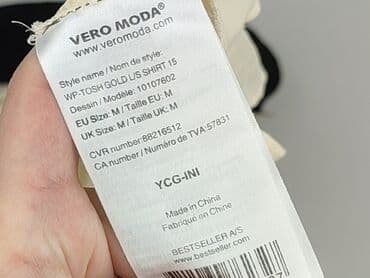 VERO MODA®
www.veromoda.com
Style name / Nom de style:
WP-TOSH GOLD L/S SHIRT 15
Dessin / Modèle: 10107602
EU Size: M / Taille EU: M
UK Size: M / Taille UK: M
CVR number:88216512
CA number / Numéro de TVA:57831
YCG-INI
Made in China
Fabriqué en Chine
BESTSELLER A/S
www.bestseller.com